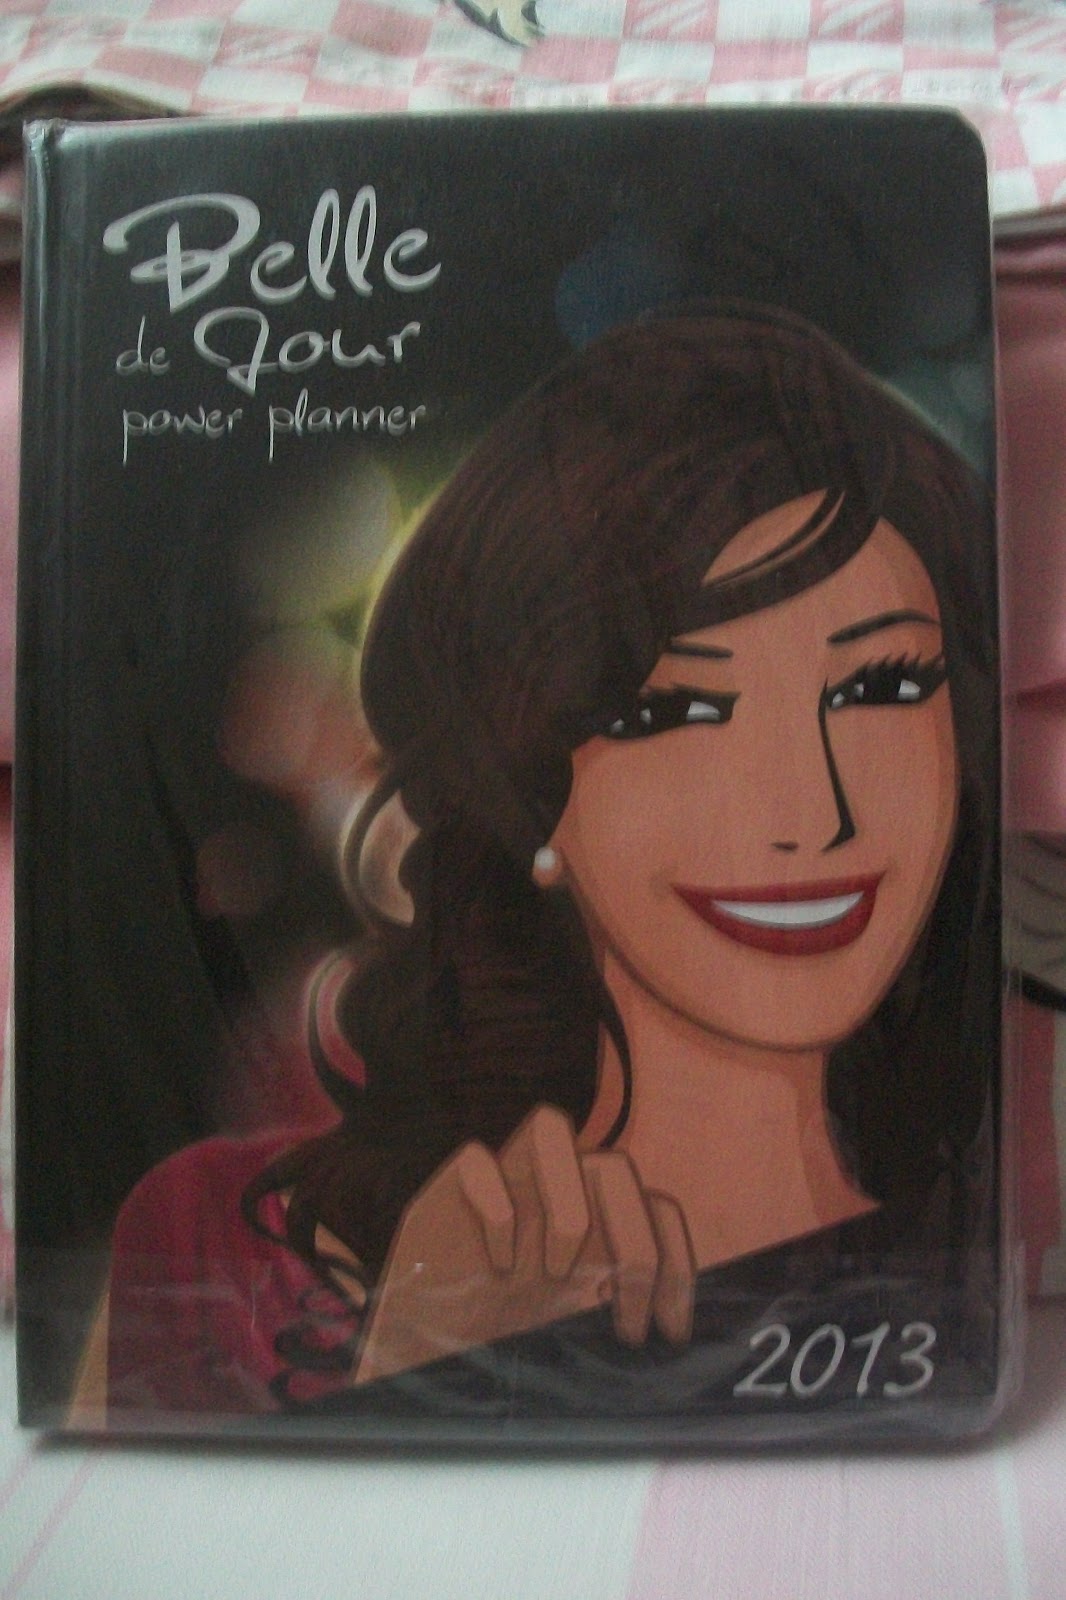 Belle
de Jour
power planner
2013